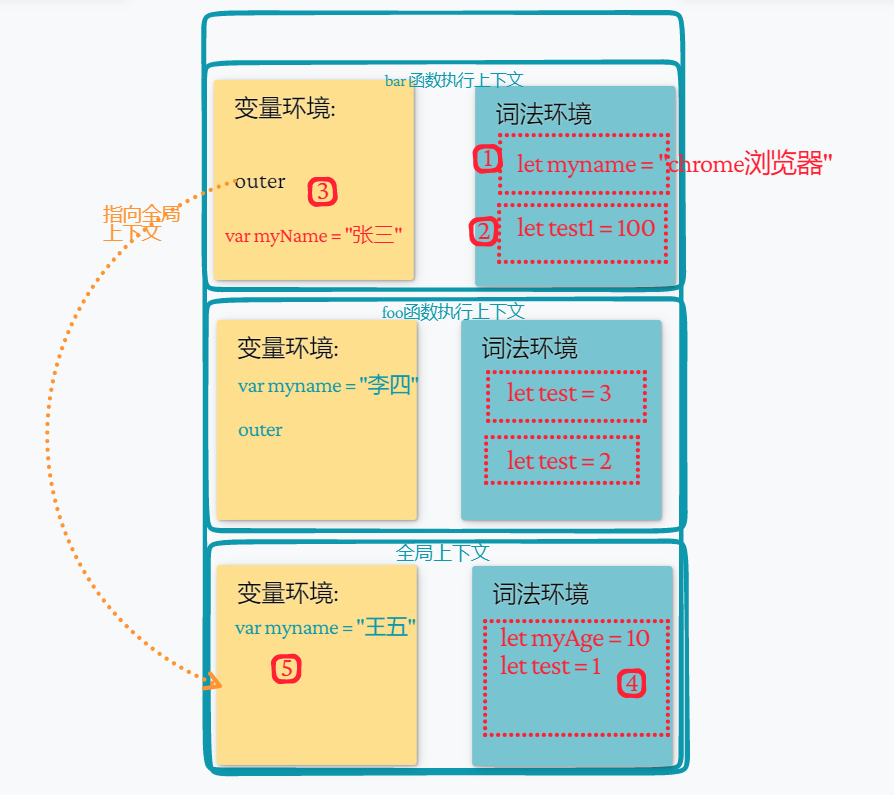 bar 函数执行上下文
变量环境:
outer
3
var myName = "张三"
词法环境
1
let myname = "chrome浏览器"
2
let test1 = 100
指向全局
上下文
foo函数执行上下文
变量环境:
var myname = "李四"
outer
词法环境
let test = 3
let test = 2
全局上下文
变量环境:
var myname = "王五"
5
词法环境
let myAge = 10
let test = 1
4